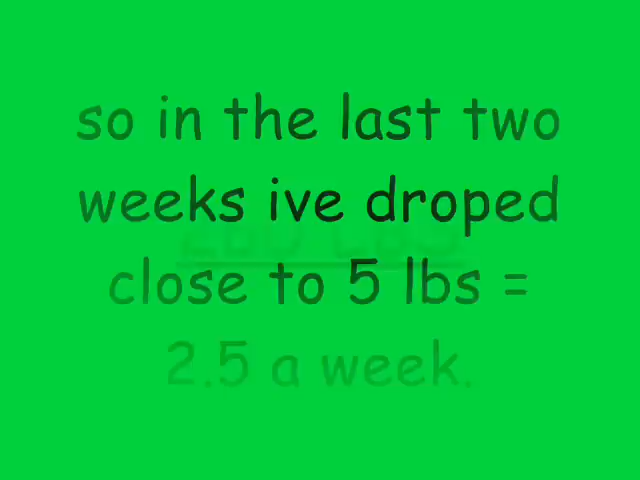 so in the last two
weeks ive droped
close to 5 lbs =
2.5 a week.